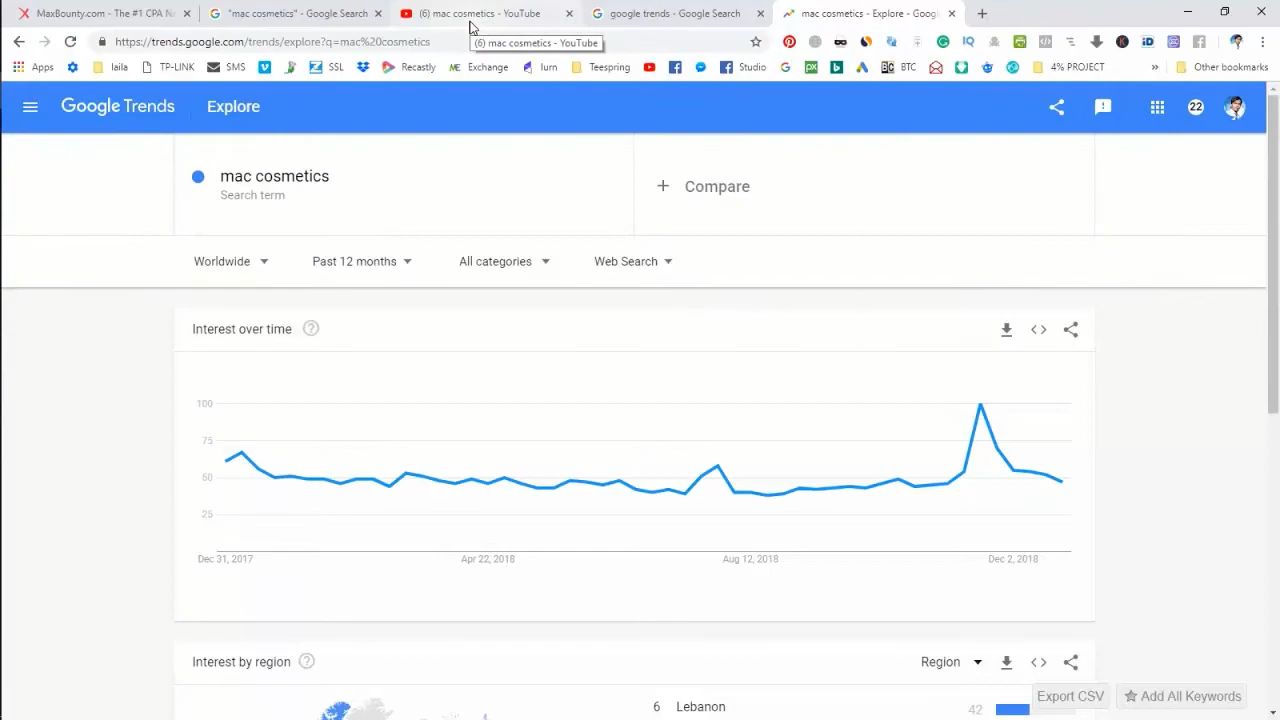 MaxBounty.com - The #1 CPA N
"mac cosmetics" - Google Search
(6) mac cosmetics - YouTube
google trends - Google Search
mac cosmetics - Explore - Googl
https://trends.google.com/trends/explore?q=mac%20cosmetics
(6) mac cosmetics - YouTube
Apps
laila
TP-LINK
SMS
SSL
Recastly
Exchange
lurn
Teespring
Studio
BTC
4% PROJECT
»
Other bookmarks
Google Trends
Explore
22
mac cosmetics
Search term
+ Compare
Worldwide
Past 12 months
All categories
Web Search
Interest over time
100
75
50
25
Dec 31, 2017
Apr 22, 2018
Aug 12, 2018
Dec 2, 2018
Interest by region
Region
6 Lebanon
42
Export CSV
Add All Keywords